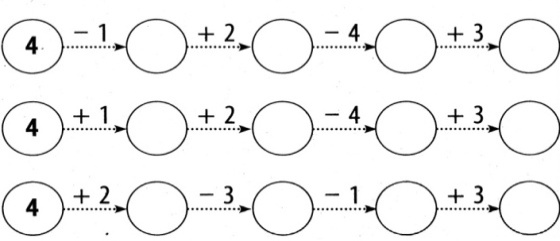 4 − 1 + 2 − 4 + 3
4 + 1 + 2 − 4 + 3
4 + 2 − 3 − 1 + 3